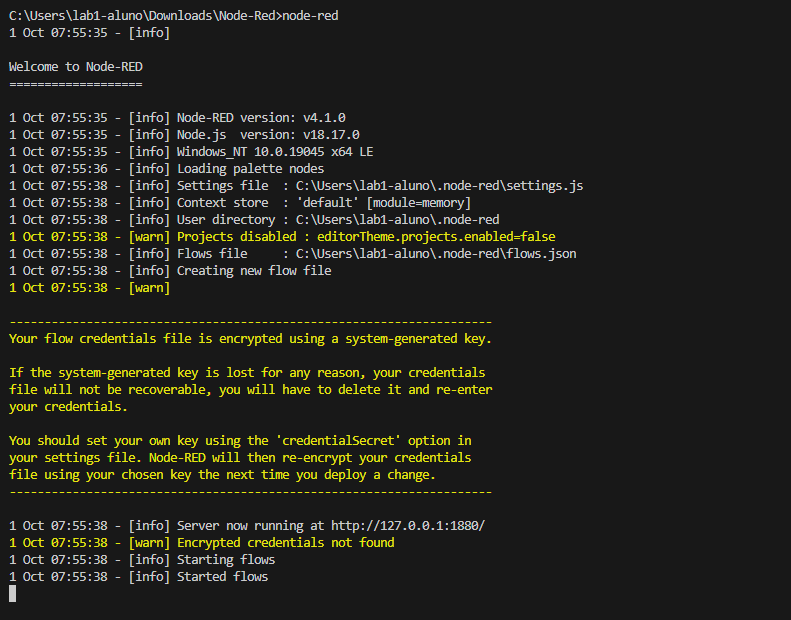 C:\Users\lab1-aluno\Downloads\Node-Red>node-red
1 Oct 07:55:35 - [info]
Welcome to Node-RED
===================
1 Oct 07:55:35 - [info] Node-RED version: v4.1.0
1 Oct 07:55:35 - [info] Node.js  version: v18.17.0
1 Oct 07:55:35 - [info] Windows_NT 10.0.19045 x64 LE
1 Oct 07:55:36 - [info] Loading palette nodes
1 Oct 07:55:38 - [info] Settings file  : C:\Users\lab1-aluno\.node-red\settings.js
1 Oct 07:55:38 - [info] Context store  : 'default' [module=memory]
1 Oct 07:55:38 - [info] User directory : C:\Users\lab1-aluno\.node-red
1 Oct 07:55:38 - [warn] Projects disabled : editorTheme.projects.enabled=false
1 Oct 07:55:38 - [info] Flows file     : C:\Users\lab1-aluno\.node-red\flows.json
1 Oct 07:55:38 - [info] Creating new flow file
1 Oct 07:55:38 - [warn]
---------------------------------------------------------------------
Your flow credentials file is encrypted using a system-generated key.
If the system-generated key is lost for any reason, your credentials
file will not be recoverable, you will have to delete it and re-enter
your credentials.
You should set your own key using the 'credentialSecret' option in
your settings file. Node-RED will then re-encrypt your credentials
file using your chosen key the next time you deploy a change.
---------------------------------------------------------------------
1 Oct 07:55:38 - [info] Server now running at http://127.0.0.1:1880/
1 Oct 07:55:38 - [warn] Encrypted credentials not found
1 Oct 07:55:38 - [info] Starting flows
1 Oct 07:55:38 - [info] Started flows